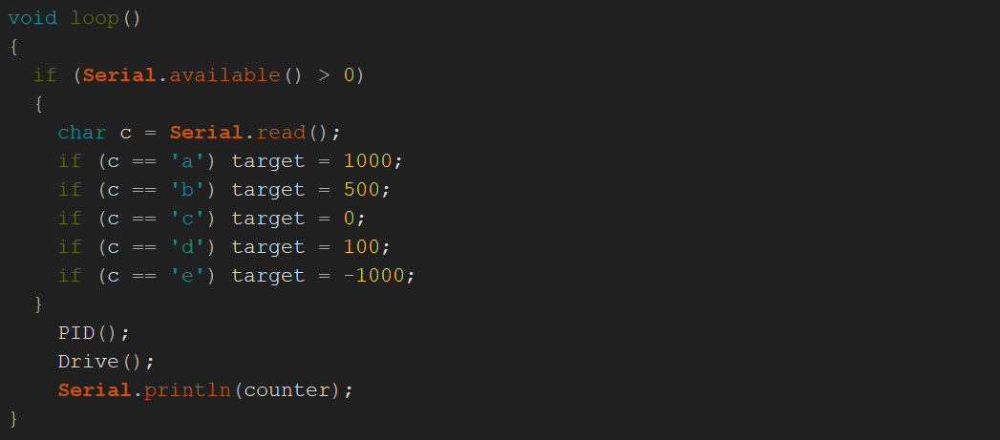 void loop()
{
  if (Serial.available() > 0)
  {
    char c = Serial.read();
    if (c == 'a') target = 1000;
    if (c == 'b') target = 500;
    if (c == 'c') target = 0;
    if (c == 'd') target = 100;
    if (c == 'e') target = -1000;
  }
    PID();
    Drive();
    Serial.println(counter);
}